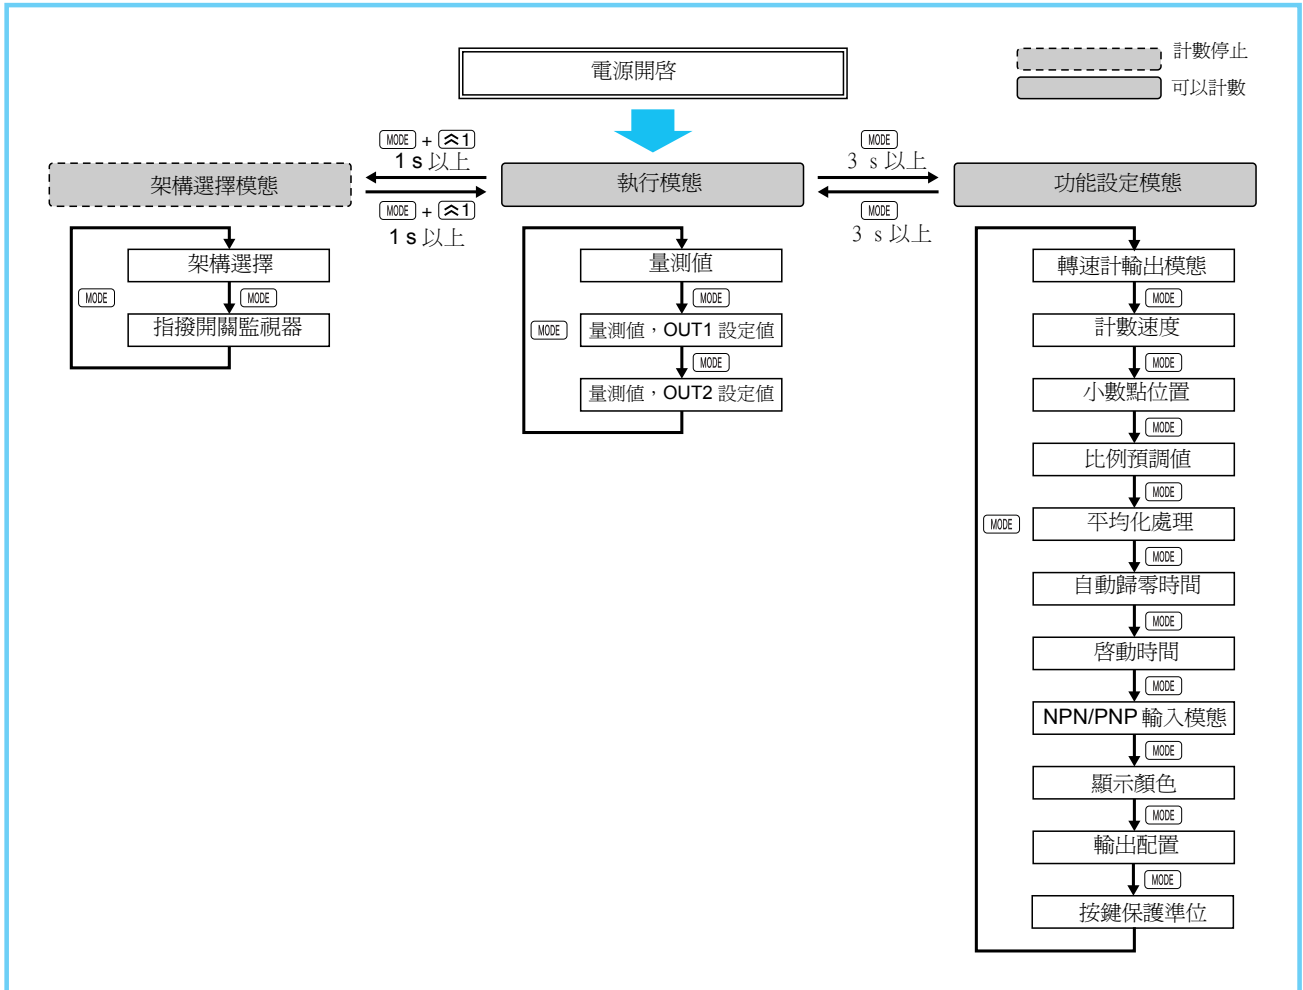 電源開啓
計數停止
可以計數
MODE + 1
1 s 以上
MODE
3 s 以上
架構選擇模態
執行模態
功能設定模態
MODE + 1
1 s 以上
MODE
3 s 以上
架構選擇
MODE
MODE
指撥開關監視器
量測值
MODE
MODE
量測值，OUT1 設定值
MODE
量測值，OUT2 設定值
轉速計輸出模態
MODE
計數速度
MODE
小數點位置
MODE
比例預調值
MODE
MODE
平均化處理
MODE
自動歸零時間
MODE
啓動時間
MODE
NPN/PNP 輸入模態
MODE
顯示顏色
MODE
輸出配置
MODE
按鍵保護準位